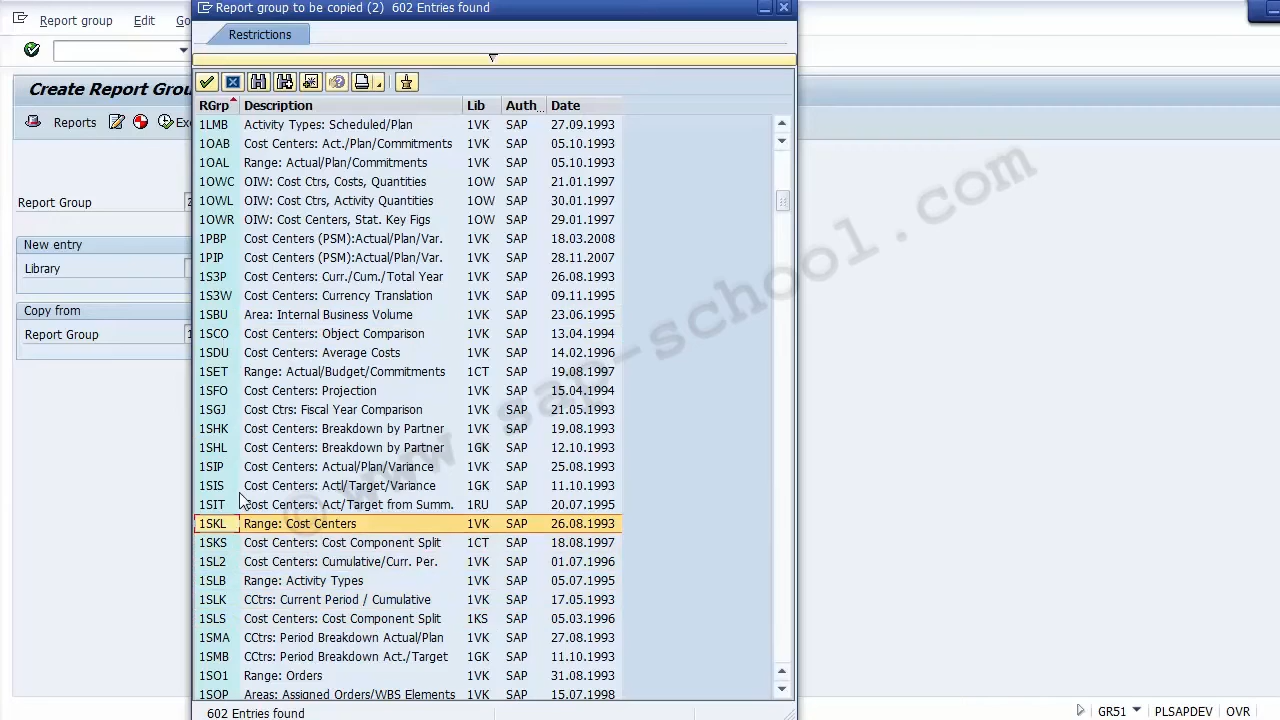 Report group to be copied (2) 602 Entries found
Report group Edit Go
Restrictions
Create Report Grou
Reports Exe
RGrp Description Lib Auth... Date
1LMB Activity Types: Scheduled/Plan 1VK SAP 27.09.1993
1OAB Cost Centers: Act./Plan/Commitments 1VK SAP 05.10.1993
1OAL Range: Actual/Plan/Commitments 1VK SAP 05.10.1993
1OWC OIW: Cost Ctrs, Costs, Quantities 1OW SAP 21.01.1997
1OWL OIW: Cost Ctrs, Activity Quantities 1OW SAP 30.01.1997
1OWR OIW: Cost Centers, Stat. Key Figs 1OW SAP 29.01.1997
1PBP Cost Centers (PSM):Actual/Plan/Var. 1VK SAP 18.03.2008
1PIP Cost Centers (PSM):Actual/Plan/Var. 1VK SAP 28.11.2007
1S3P Cost Centers: Curr./Cum./Total Year 1VK SAP 26.08.1993
1S3W Cost Centers: Currency Translation 1VK SAP 09.11.1995
1SBU Area: Internal Business Volume 1VK SAP 23.06.1995
1SCO Cost Centers: Object Comparison 1VK SAP 13.04.1994
1SDU Cost Centers: Average Costs 1VK SAP 14.02.1996
1SET Range: Actual/Budget/Commitments 1CT SAP 19.08.1997
1SFO Cost Centers: Projection 1VK SAP 15.04.1994
1SGJ Cost Ctrs: Fiscal Year Comparison 1VK SAP 21.05.1993
1SHK Cost Centers: Breakdown by Partner 1VK SAP 19.08.1993
1SHL Cost Centers: Breakdown by Partner 1GK SAP 12.10.1993
1SIP Cost Centers: Actual/Plan/Variance 1VK SAP 25.08.1993
1SIS Cost Centers: Actl/Target/Variance 1GK SAP 11.10.1993
1SIT Cost Centers: Act/Target from Summ. 1RU SAP 20.07.1995
1SKL Range: Cost Centers 1VK SAP 26.08.1993
1SKS Cost Centers: Cost Component Split 1CT SAP 18.08.1997
1SL2 Cost Centers: Cumulative/Curr. Per. 1VK SAP 01.07.1996
1SLB Range: Activity Types 1VK SAP 05.07.1995
1SLK CCtrs: Current Period / Cumulative 1VK SAP 17.05.1993
1SLS Cost Centers: Cost Component Split 1KS SAP 05.03.1996
1SMA CCtrs: Period Breakdown Actual/Plan 1VK SAP 27.08.1993
1SMB CCtrs: Period Breakdown Act./Target 1GK SAP 11.10.1993
1SO1 Range: Orders 1VK SAP 31.08.1993
1SOP Areas: Assigned Orders/WBS Elements 1VK SAP 15.07.1998
602 Entries found
Report Group
New entry
Library
Copy from
Report Group
© www.sap-school.com
GR51 PLSAPDEV OVR